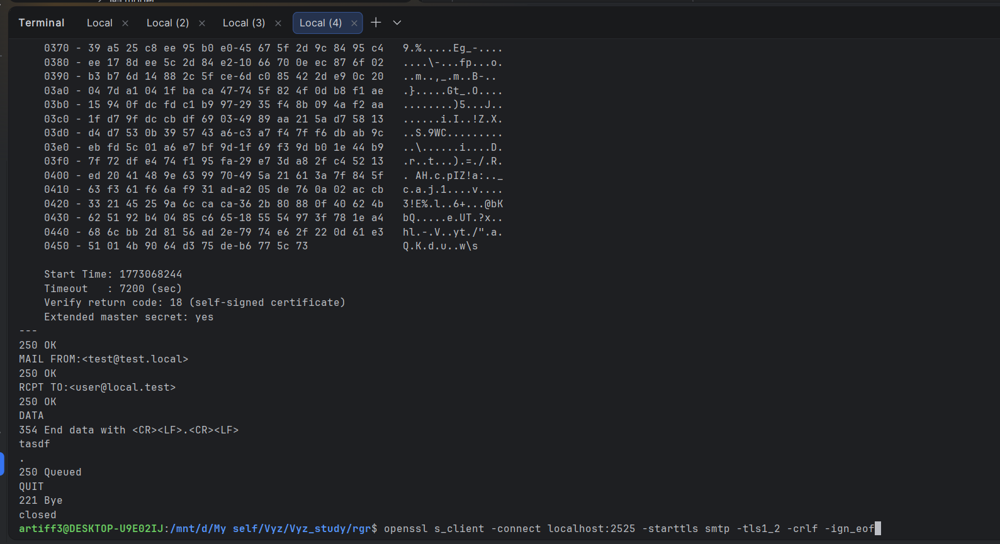 Terminal Local × Local (2) × Local (3) × Local (4) ×
0370 - 39 a5 25 c8 ee 95 b0 e0-45 67 5f 2d 9c 84 95 c4   9.%.....Eg_-....
0380 - ee 17 8d ee 5c 2d 84 e2-10 66 70 0e ec 87 6f 02   ....\-...fp...o.
0390 - b3 b7 6d 14 88 2c 5f ce-6d c0 85 42 2d e9 0c 20   ..m..,_.m..B-..
03a0 - 04 7d a1 04 1f ba ca 47-74 5f 82 4f 0d b8 f1 ae   .}.....Gt_.O....
03b0 - 15 94 0f dc fd c1 b9 97-29 35 f4 8b 09 4a f2 aa   ........)5...J..
03c0 - 1f d7 9f dc cb df 69 03-49 89 aa 21 5a d7 58 13   ......i.I..!Z.X.
03d0 - d4 d7 53 0b 39 57 43 a6-c3 a7 f4 7f f6 db ab 9c   ..S.9WC.........
03e0 - eb fd 5c 01 a6 e7 bf 9d-1f 69 f3 9d b0 1e 44 b9   ..\......i....D.
03f0 - 7f 72 df e4 74 f1 95 fa-29 e7 3d a8 2f c4 52 13   .r..t...).=./.R.
0400 - ed 20 41 48 9e 63 99 70-49 5a 21 61 3a 7f 84 5f   . AH.c.pIZ!a:.._
0410 - 63 f3 61 f6 6a f9 31 ad-a2 05 de 76 0a 02 ac cb   c.a.j.1....v....
0420 - 33 21 45 25 9a 6c ca ca-36 2b 80 88 0f 40 62 4b   3!E%.l..6+...@bK
0430 - 62 51 92 b4 04 85 c6 65-18 55 54 97 3f 78 1e a4   bQ.....e.UT.?x..
0440 - 68 6c bb 2d 81 56 ad 2e-79 74 e6 2f 22 0d 61 e3   hl.-.V..yt./".a.
0450 - 51 01 4b 90 64 d3 75 de-b6 77 5c 73               Q.K.d.u..w\s
Start Time: 1773068244
Timeout   : 7200 (sec)
Verify return code: 18 (self-signed certificate)
Extended master secret: yes
---
250 OK
MAIL FROM:<test@test.local>
250 OK
RCPT TO:<user@local.test>
250 OK
DATA
354 End data with <CR><LF>.<CR><LF>
tasdf
.
250 Queued
QUIT
221 Bye
closed
artiff3@DESKTOP-U9E02IJ:/mnt/d/My self/Vyz/Vyz_study/rgr$ openssl s_client -connect localhost:2525 -starttls smtp -tls1_2 -crlf -ign_eof